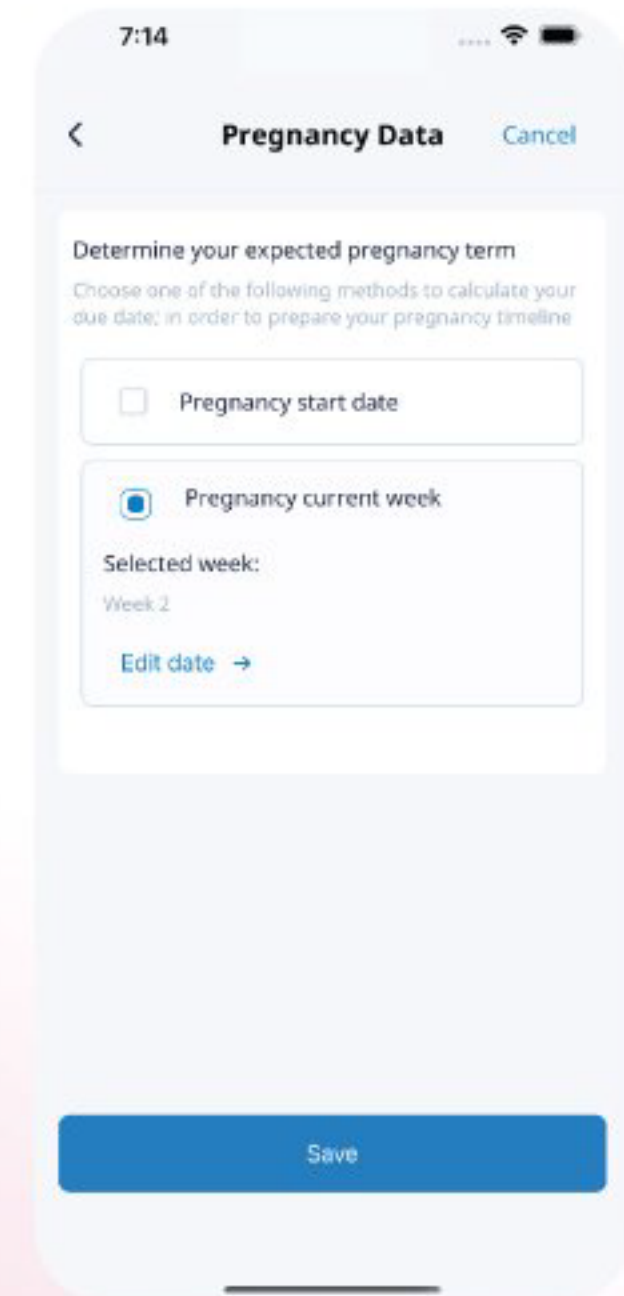 7:14
Pregnancy Data
Cancel
Determine your expected pregnancy term
Choose one of the following methods to calculate your
due date; in order to prepare your pregnancy timeline
Pregnancy start date
Pregnancy current week
Selected week:
Week 2
Edit date →
Save